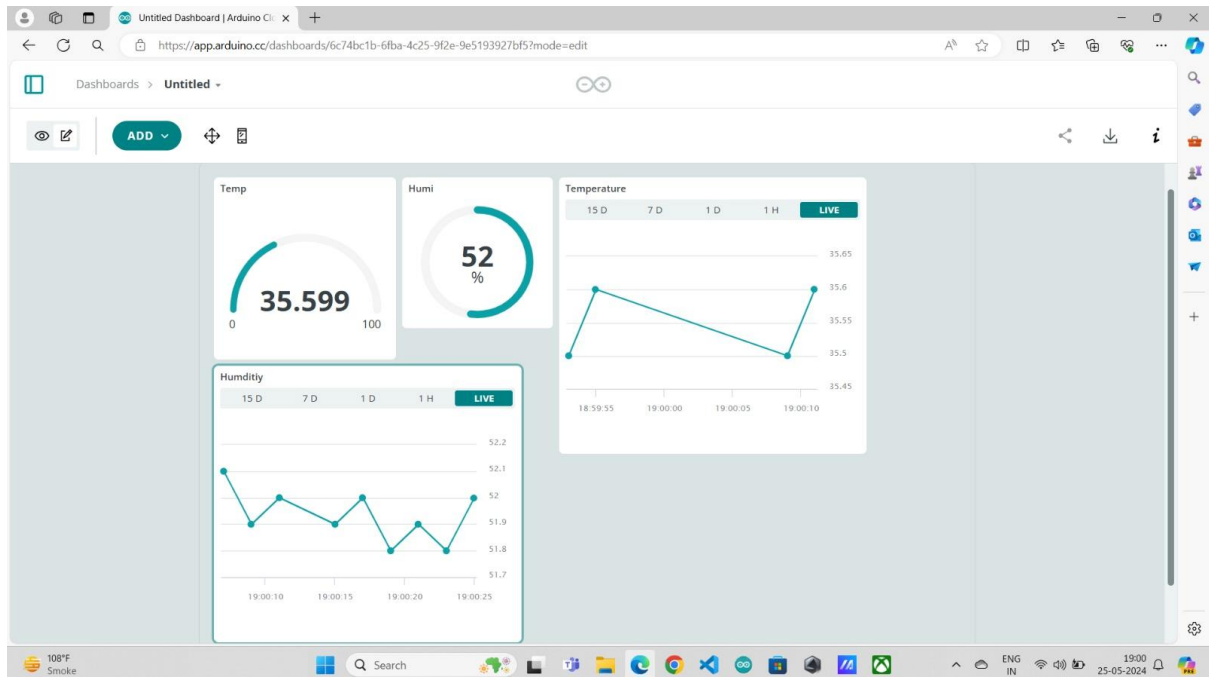 Untitled Dashboard | Arduino Clo
https://app.arduino.cc/dashboards/6c74bc1b-6fba-4c25-9f2e-9e5193927bf5?mode=edit
Dashboards > Untitled
ADD
Temp
35.599
0 100
Humi
52
%
Temperature
15 D 7 D 1 D 1 H LIVE
35.65
35.6
35.55
35.5
35.45
18:59:55 19:00:00 19:00:05 19:00:10
Humditiy
15 D 7 D 1 D 1 H LIVE
52.2
52.1
52
51.9
51.8
51.7
19:00:10 19:00:15 19:00:20 19:00:25
108°F
Smoke
Search
ENG
IN
19:00
25-05-2024